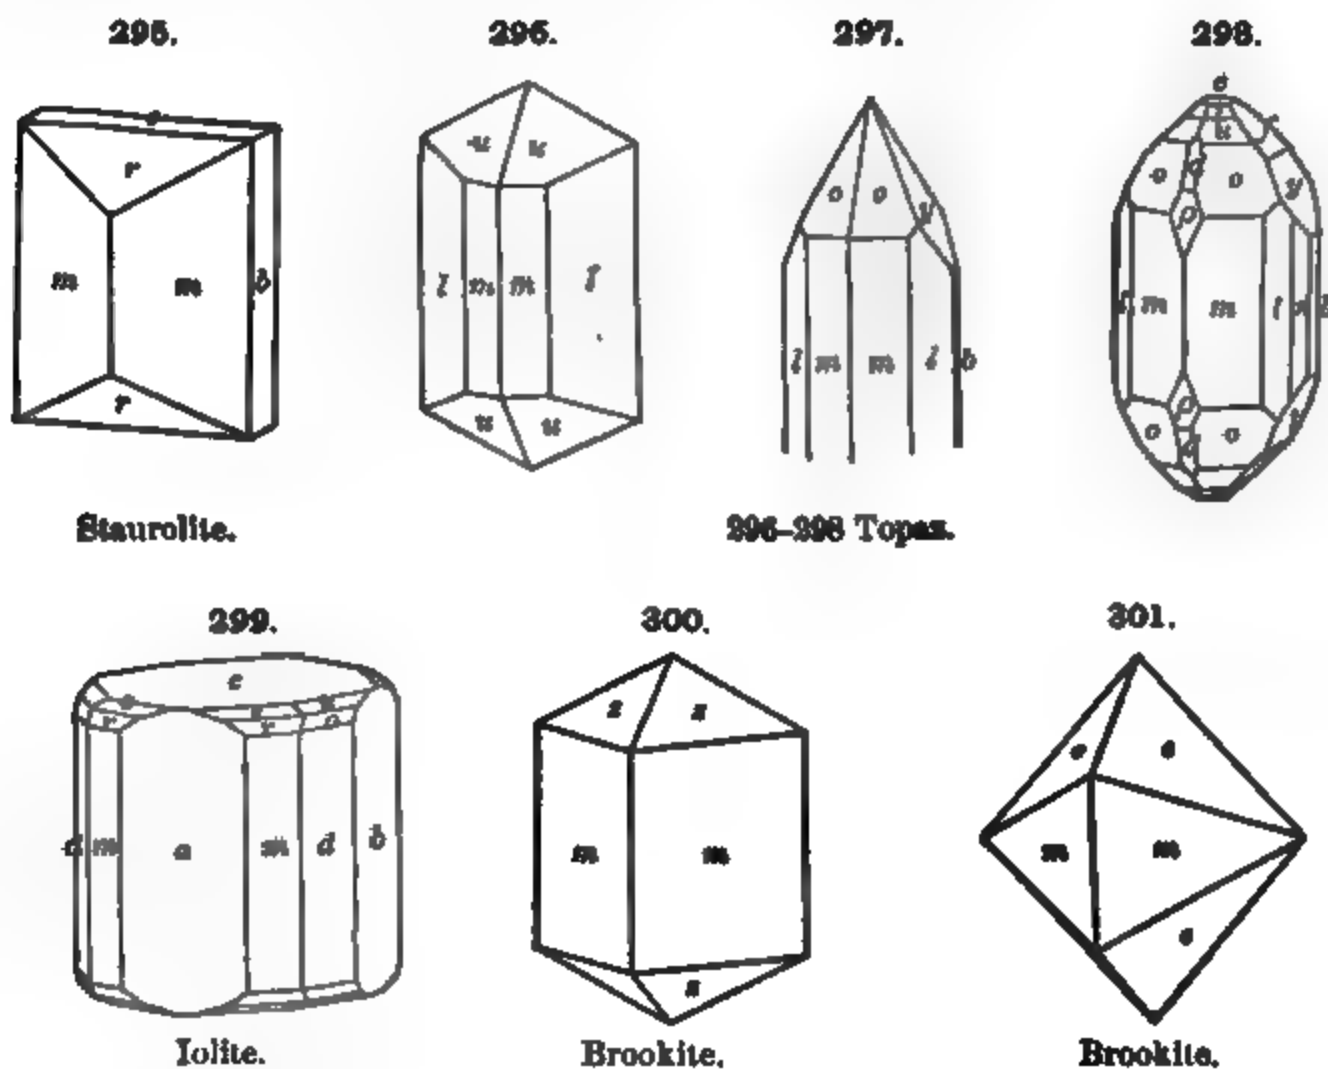 295. 296. 297. 298.
c
r
m m b
r
u u
l m m l
u u
o o y
l m m l b
o o y
m m l
o o
Staurolite. 296–298 Topaz.
299. 300. 301.
c
r r o
d m a m d b
z z
m m
z
e e
m m
e
Iolite. Brookite. Brookite.